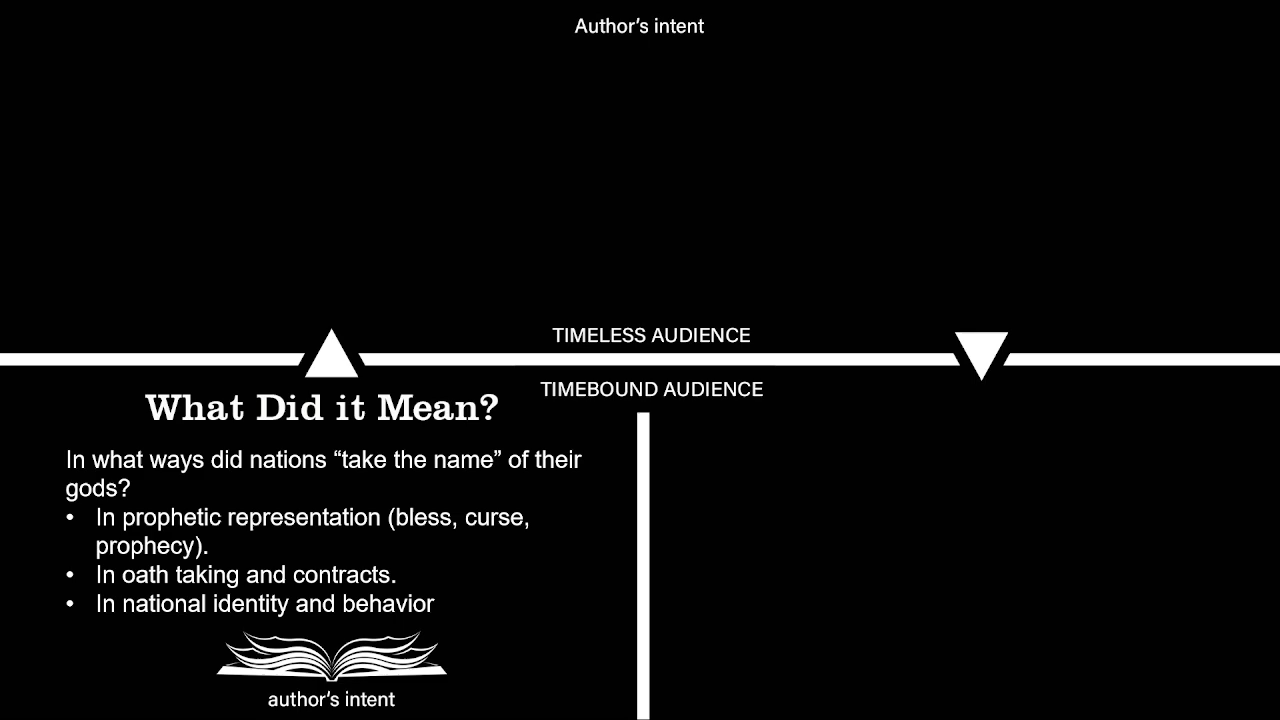 Author’s intent
TIMELESS AUDIENCE
TIMEBOUND AUDIENCE
What Did it Mean?
In what ways did nations “take the name” of their
gods?
• In prophetic representation (bless, curse,
prophecy).
• In oath taking and contracts.
• In national identity and behavior
author’s intent